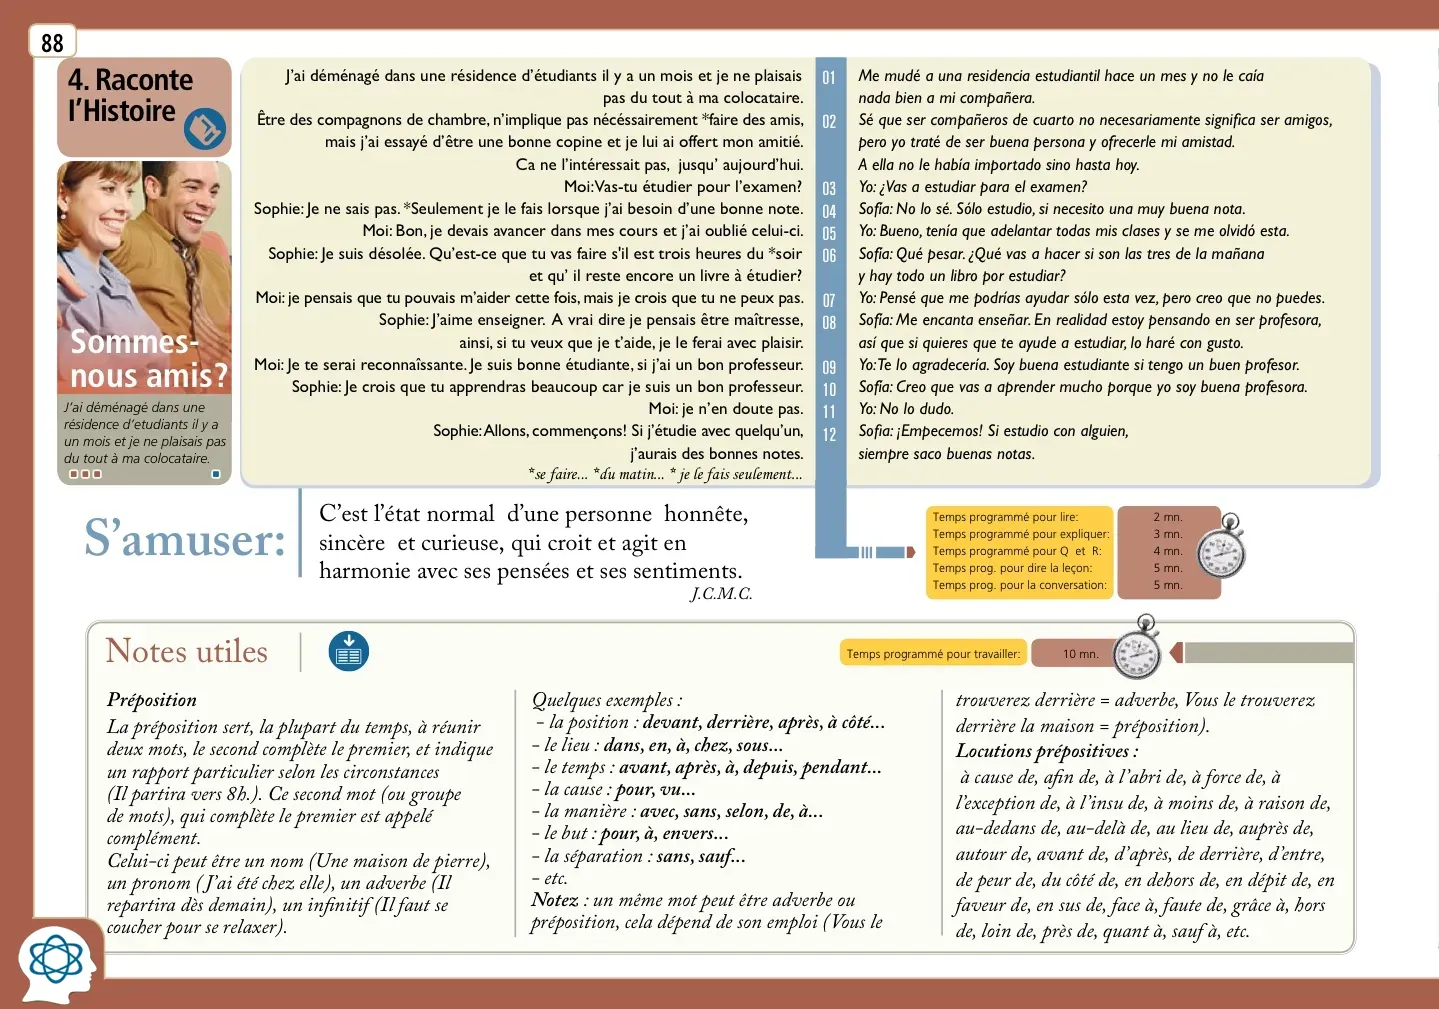 88
4. Raconte
l'Histoire
Sommes-
nous amis?
J'ai déménagé dans une
résidence d'etudiants il y a
un mois et je ne plaisais pas
du tout à ma colocataire.
J'ai déménagé dans une résidence d'étudiants il y a un mois et je ne plaisais
pas du tout à ma colocataire.
Être des compagnons de chambre, n'implique pas nécéssairement *faire des amis,
mais j'ai essayé d'être une bonne copine et je lui ai offert mon amitié.
Ca ne l'intéressait pas, jusqu' aujourd'hui.
Moi:Vas-tu étudier pour l'examen?
Sophie: Je ne sais pas. *Seulement je le fais lorsque j'ai besoin d'une bonne note.
Moi: Bon, je devais avancer dans mes cours et j'ai oublié celui-ci.
Sophie: Je suis désolée. Qu'est-ce que tu vas faire s'il est trois heures du *soir
et qu' il reste encore un livre à étudier?
Moi: je pensais que tu pouvais m'aider cette fois, mais je crois que tu ne peux pas.
Sophie: J'aime enseigner. A vrai dire je pensais être maîtresse,
ainsi, si tu veux que je t'aide, je le ferai avec plaisir.
Moi: Je te serai reconnaîssante. Je suis bonne étudiante, si j'ai un bon professeur.
Sophie: Je crois que tu apprendras beaucoup car je suis un bon professeur.
Moi: je n'en doute pas.
Sophie: Allons, commençons! Si j'étudie avec quelqu'un,
j'aurais des bonnes notes.
*se faire... *du matin... * je le fais seulement...
01
02
03
04
05
06
07
08
09
10
11
12
Me mudé a una residencia estudiantil hace un mes y no le caía
nada bien a mi compañera.
Sé que ser compañeros de cuarto no necesariamente significa ser amigos,
pero yo traté de ser buena persona y ofrecerle mi amistad.
A ella no le había importado sino hasta hoy.
Yo: ¿Vas a estudiar para el examen?
Sofía: No lo sé. Sólo estudio, si necesito una muy buena nota.
Yo: Bueno, tenía que adelantar todas mis clases y se me olvidó esta.
Sofía: Qué pesar. ¿Qué vas a hacer si son las tres de la mañana
y hay todo un libro por estudiar?
Yo: Pensé que me podrías ayudar sólo esta vez, pero creo que no puedes.
Sofía: Me encanta enseñar. En realidad estoy pensando en ser profesora,
así que si quieres que te ayude a estudiar, lo haré con gusto.
Yo: Te lo agradecería. Soy buena estudiante si tengo un buen profesor.
Sofía: Creo que vas a aprender mucho porque yo soy buena profesora.
Yo: No lo dudo.
Sofia: ¡Empecemos! Si estudio con alguien,
siempre saco buenas notas.
S'amuser:
C'est l'état normal d'une personne honnête,
sincère et curieuse, qui croit et agit en
harmonie avec ses pensées et ses sentiments.
J.C.M.C.
Temps programmé pour lire: 2 mn.
Temps programmé pour expliquer: 3 mn.
Temps programmé pour Q et R: 4 mn.
Temps prog. pour dire la leçon: 5 mn.
Temps prog. pour la conversation: 5 mn.
Notes utiles
Temps programmé pour travailler: 10 mn.
Préposition
La préposition sert, la plupart du temps, à réunir
deux mots, le second complète le premier, et indique
un rapport particulier selon les circonstances
(Il partira vers 8h.). Ce second mot (ou groupe
de mots), qui complète le premier est appelé
complément.
Celui-ci peut être un nom (Une maison de pierre),
un pronom ( J'ai été chez elle), un adverbe (Il
repartira dès demain), un infinitif (Il faut se
coucher pour se relaxer).
Quelques exemples :
- la position : devant, derrière, après, à côté...
- le lieu : dans, en, à, chez, sous...
- le temps : avant, après, à, depuis, pendant...
- la cause : pour, vu...
- la manière : avec, sans, selon, de, à...
- le but : pour, à, envers...
- la séparation : sans, sauf...
- etc.
Notez : un même mot peut être adverbe ou
préposition, cela dépend de son emploi (Vous le
trouverez derrière = adverbe, Vous le trouverez
derrière la maison = préposition).
Locutions prépositives :
à cause de, afin de, à l'abri de, à force de, à
l'exception de, à l'insu de, à moins de, à raison de,
au-dedans de, au-delà de, au lieu de, auprès de,
autour de, avant de, d'après, de derrière, d'entre,
de peur de, du côté de, en dehors de, en dépit de, en
faveur de, en sus de, face à, faute de, grâce à, hors
de, loin de, près de, quant à, sauf à, etc.